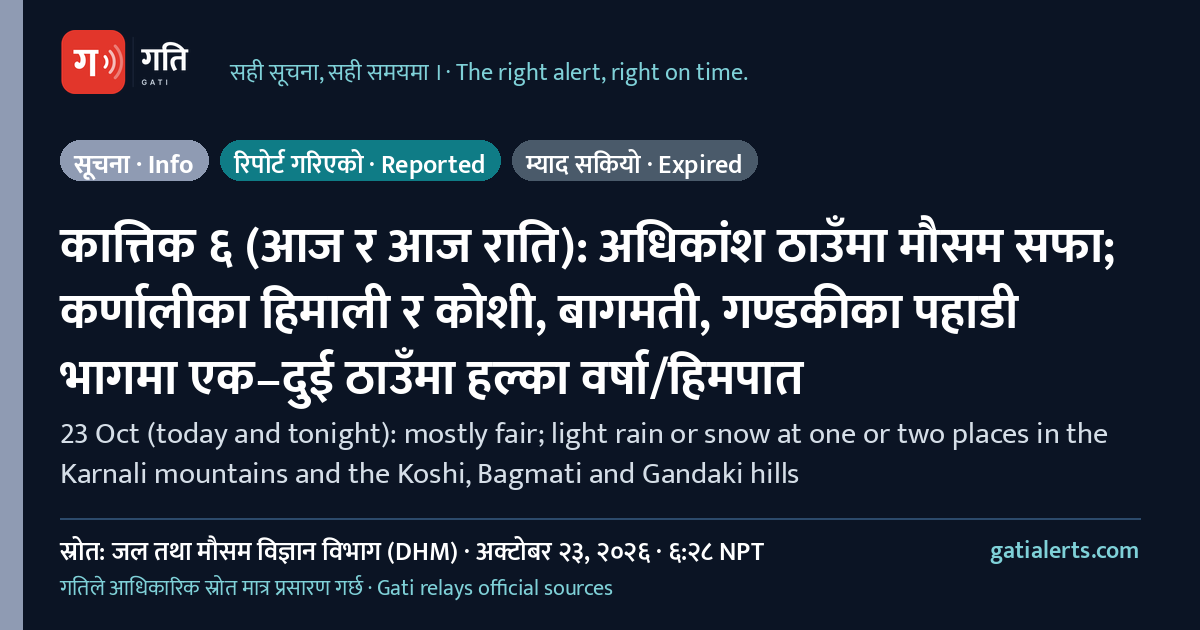 ग
गति
GATI
सही सूचना, सही समयमा । · The right alert, right on time.
सूचना · Info
रिपोर्ट गरिएको · Reported
म्याद सकियो · Expired
कात्तिक ६ (आज र आज राति): अधिकांश ठाउँमा मौसम सफा;
कर्णालीका हिमाली र कोशी, बागमती, गण्डकीका पहाडी
भागमा एक–दुई ठाउँमा हल्का वर्षा/हिमपात
23 Oct (today and tonight): mostly fair; light rain or snow at one or two places in the
Karnali mountains and the Koshi, Bagmati and Gandaki hills
स्रोत: जल तथा मौसम विज्ञान विभाग (DHM) · अक्टोबर २३, २०२६ · ६:२८ NPT
gatialerts.com
गतिले आधिकारिक स्रोत मात्र प्रसारण गर्छ · Gati relays official sources